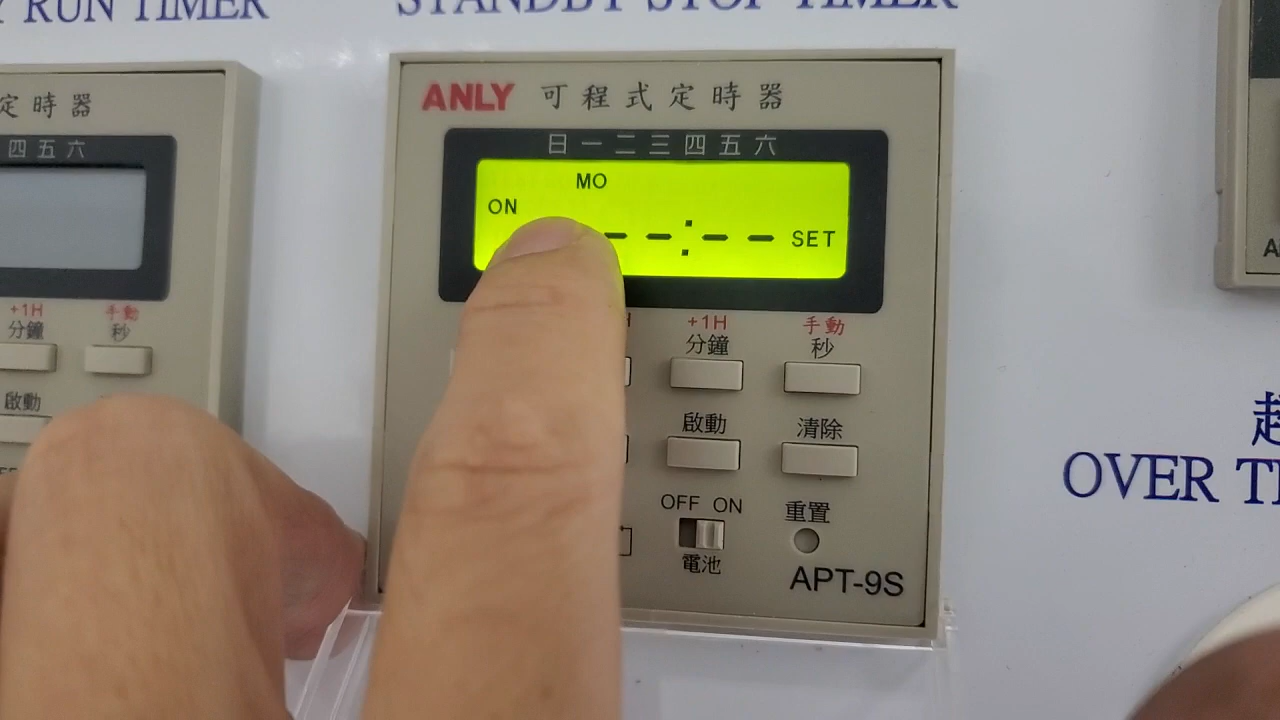 RUN TIMER
STANDBY STOP TIMER
定時器
四五六
+1H
手動
分鐘
秒
啟動
ANLY 可程式定時器
日一二三四五六
MO
ON
--:-- SET
+1H
手動
分鐘
秒
啟動
清除
OFF ON
重置
電池
APT-9S
OVER